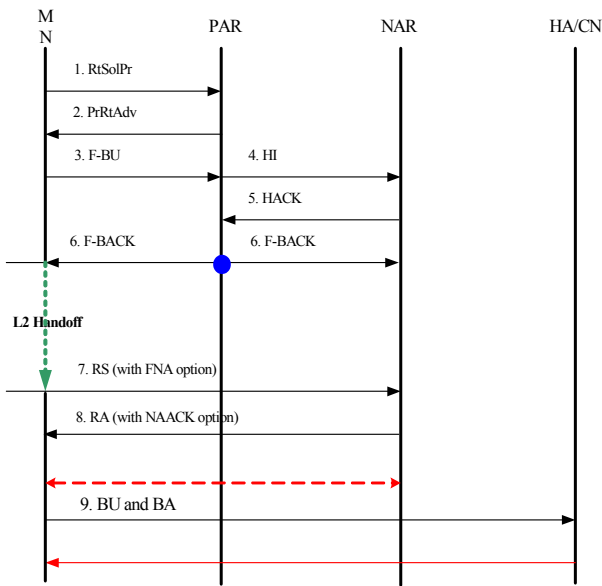 M
N
PAR
NAR
HA/CN
1. RtSolPr
2. PrRtAdv
3. F-BU
4. HI
5. HACK
6. F-BACK
6. F-BACK
L2 Handoff
7. RS (with FNA option)
8. RA (with NAACK option)
9. BU and BA